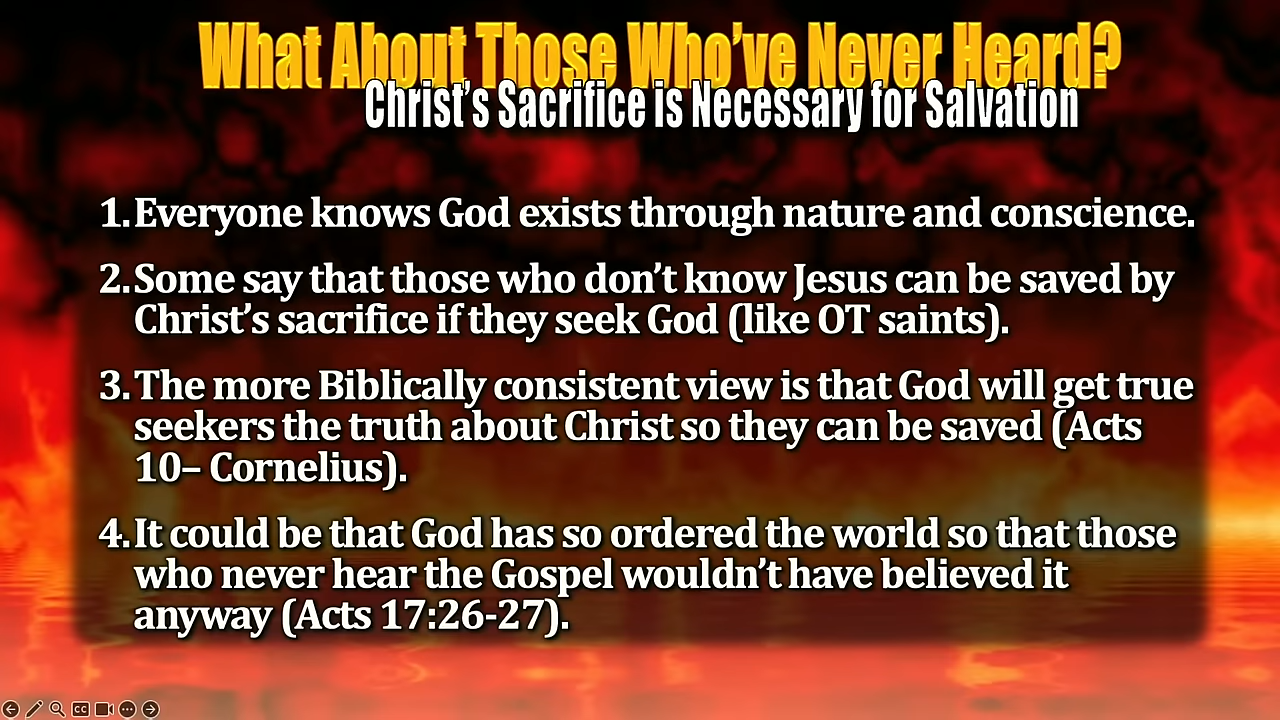 What About Those Who’ve Never Heard?
Christ’s Sacrifice is Necessary for Salvation
1. Everyone knows God exists through nature and conscience.
2. Some say that those who don’t know Jesus can be saved by
Christ’s sacrifice if they seek God (like OT saints).
3. The more Biblically consistent view is that God will get true
seekers the truth about Christ so they can be saved (Acts
10– Cornelius).
4. It could be that God has so ordered the world so that those
who never hear the Gospel wouldn’t have believed it
anyway (Acts 17:26-27).
CC